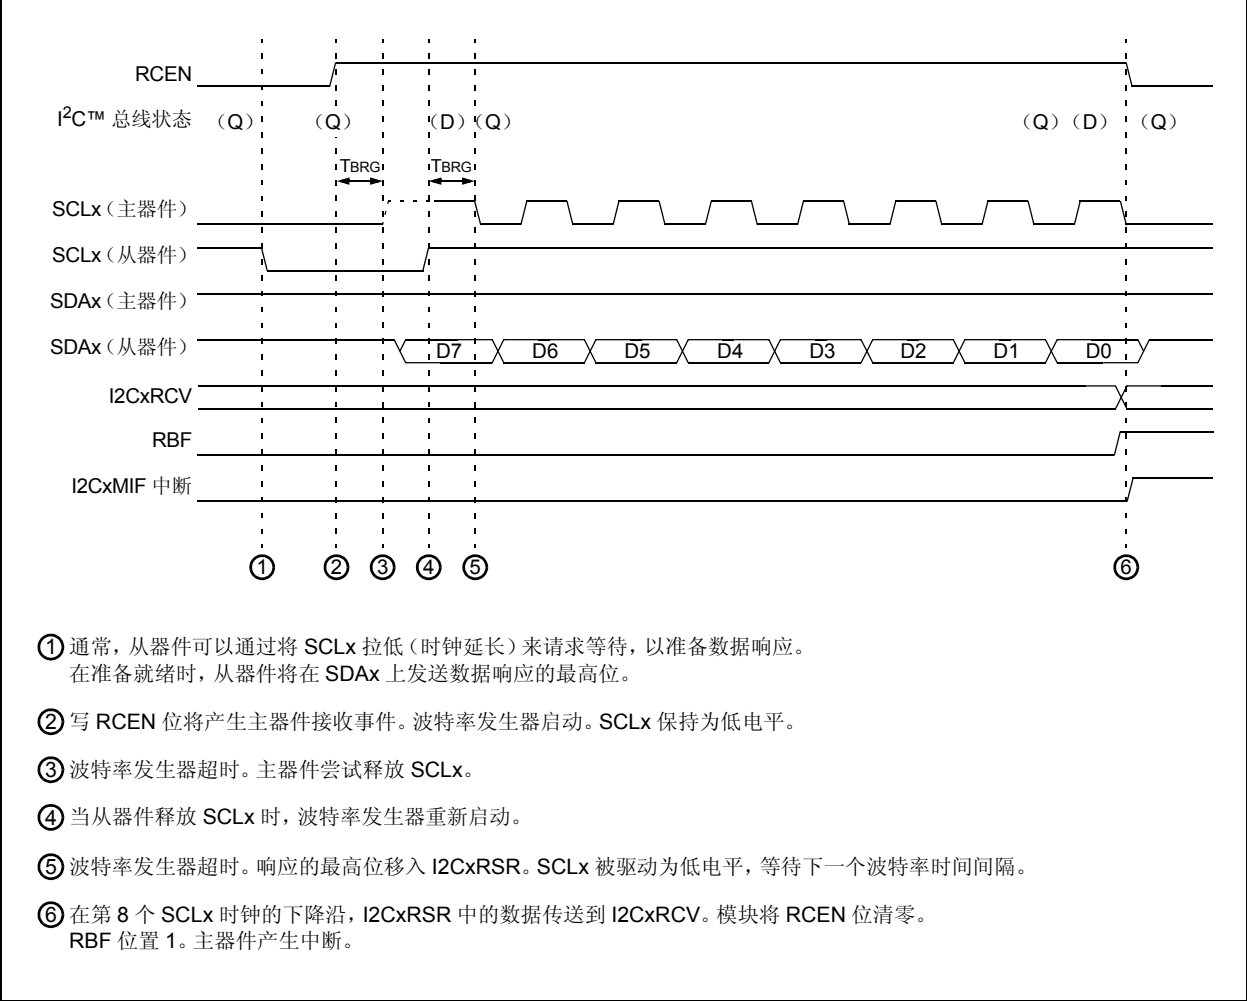 RCEN
I²C™ 总线状态 （Q） （Q） （D）（Q） （Q）（D） （Q）
TBRG TBRG
SCLx（主器件）
SCLx（从器件）
SDAx（主器件）
SDAx（从器件） D7 D6 D5 D4 D3 D2 D1 D0
I2CxRCV
RBF
I2CxMIF 中断
① ② ③ ④ ⑤ ⑥
① 通常，从器件可以通过将 SCLx 拉低（时钟延长）来请求等待，以准备数据响应。
在准备就绪时，从器件将在 SDAx 上发送数据响应的最高位。
② 写 RCEN 位将产生主器件接收事件。波特率发生器启动。SCLx 保持为低电平。
③ 波特率发生器超时。主器件尝试释放 SCLx。
④ 当从器件释放 SCLx 时，波特率发生器重新启动。
⑤ 波特率发生器超时。响应的最高位移入 I2CxRSR。SCLx 被驱动为低电平，等待下一个波特率时间间隔。
⑥ 在第 8 个 SCLx 时钟的下降沿，I2CxRSR 中的数据传送到 I2CxRCV。模块将 RCEN 位清零。
RBF 位置 1。主器件产生中断。